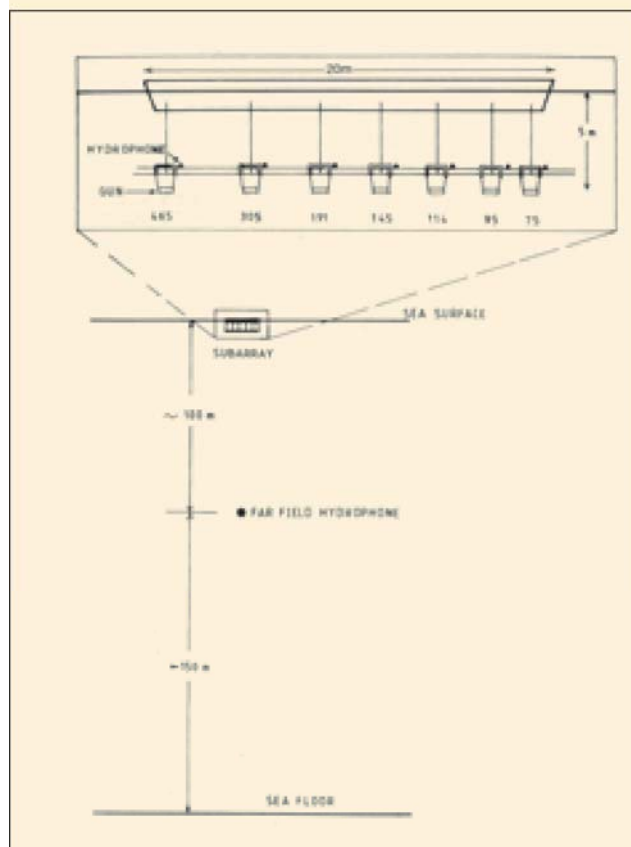 20m
5 m
HYDROPHONE
GUN
465 305 191 145 114 95 75
SEA SURFACE
SUBARRAY
~ 100 m
FAR FIELD HYDROPHONE
~150 m
SEA FLOOR